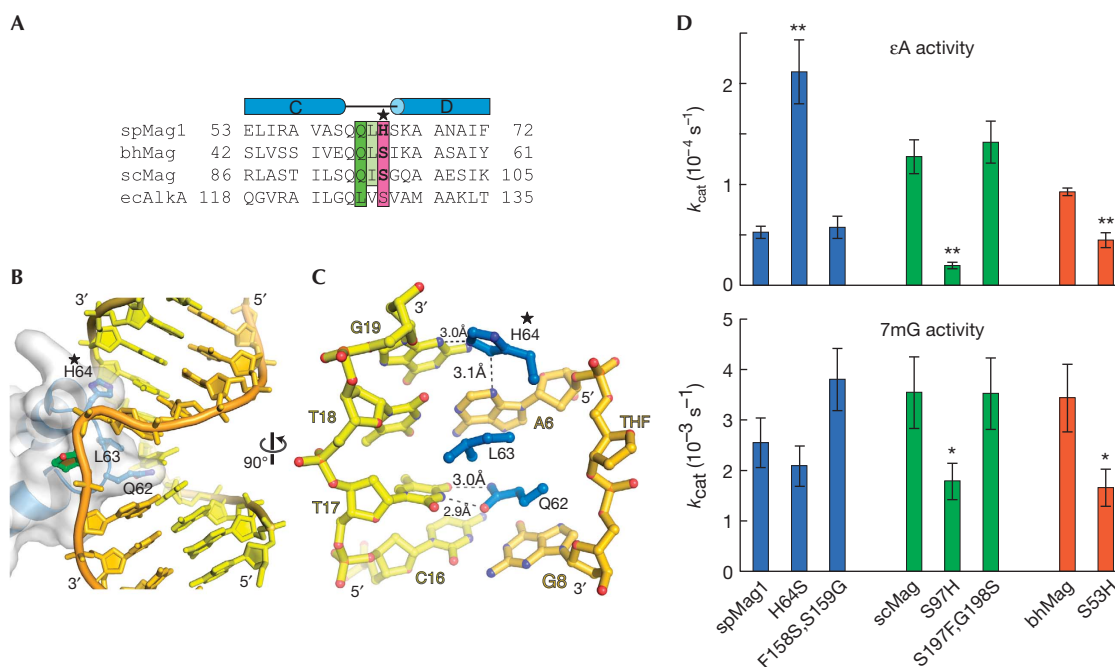 A
C D
★
spMag1 53 ELIRA VASQQLHSKA ANAIF 72
bhMag 42 SLVSS IVEQQLSIKA ASAIY 61
scMag 86 RLAST ILSQQISGQA AESIK 105
ecAlkA 118 QGVRA ILGQLVSVAM AAKLT 135
B
5′
★
H64
L63
Q62
3′
5′
90°
C
3′
★
G19
3.0Å
H64
3.1Å
5′
T18
A6
THF
L63
3.0Å
T17
Q62
2.9Å
C16
G8
5′
3′
D
εA activity
kcat (10⁻⁴ s⁻¹)
2
1
0
**
**
**
7mG activity
kcat (10⁻³ s⁻¹)
5
4
3
2
1
0
*
*
spMag1
H64S
F158S,S159G
scMag
S97H
S197F,G198S
bhMag
S53H